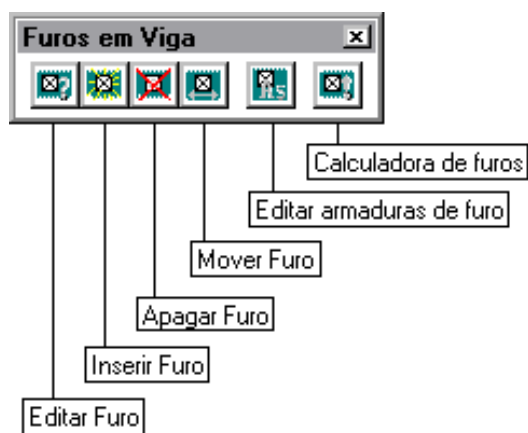 Furos em Viga
Calculadora de furos
Editar armaduras de furo
Mover Furo
Apagar Furo
Inserir Furo
Editar Furo